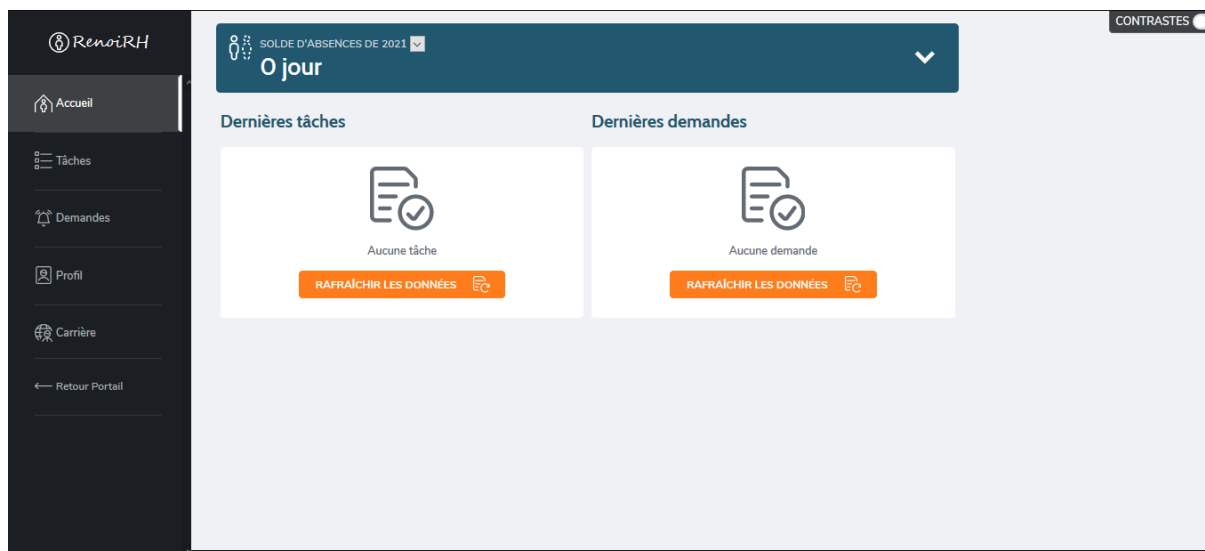 RenoiRH
CONTRASTES
SOLDE D'ABSENCES DE 2021
0 jour
Accueil
Tâches
Demandes
Profil
Carrière
Retour Portail
Dernières tâches
Aucune tâche
RAFRAÎCHIR LES DONNÉES
Dernières demandes
Aucune demande
RAFRAÎCHIR LES DONNÉES